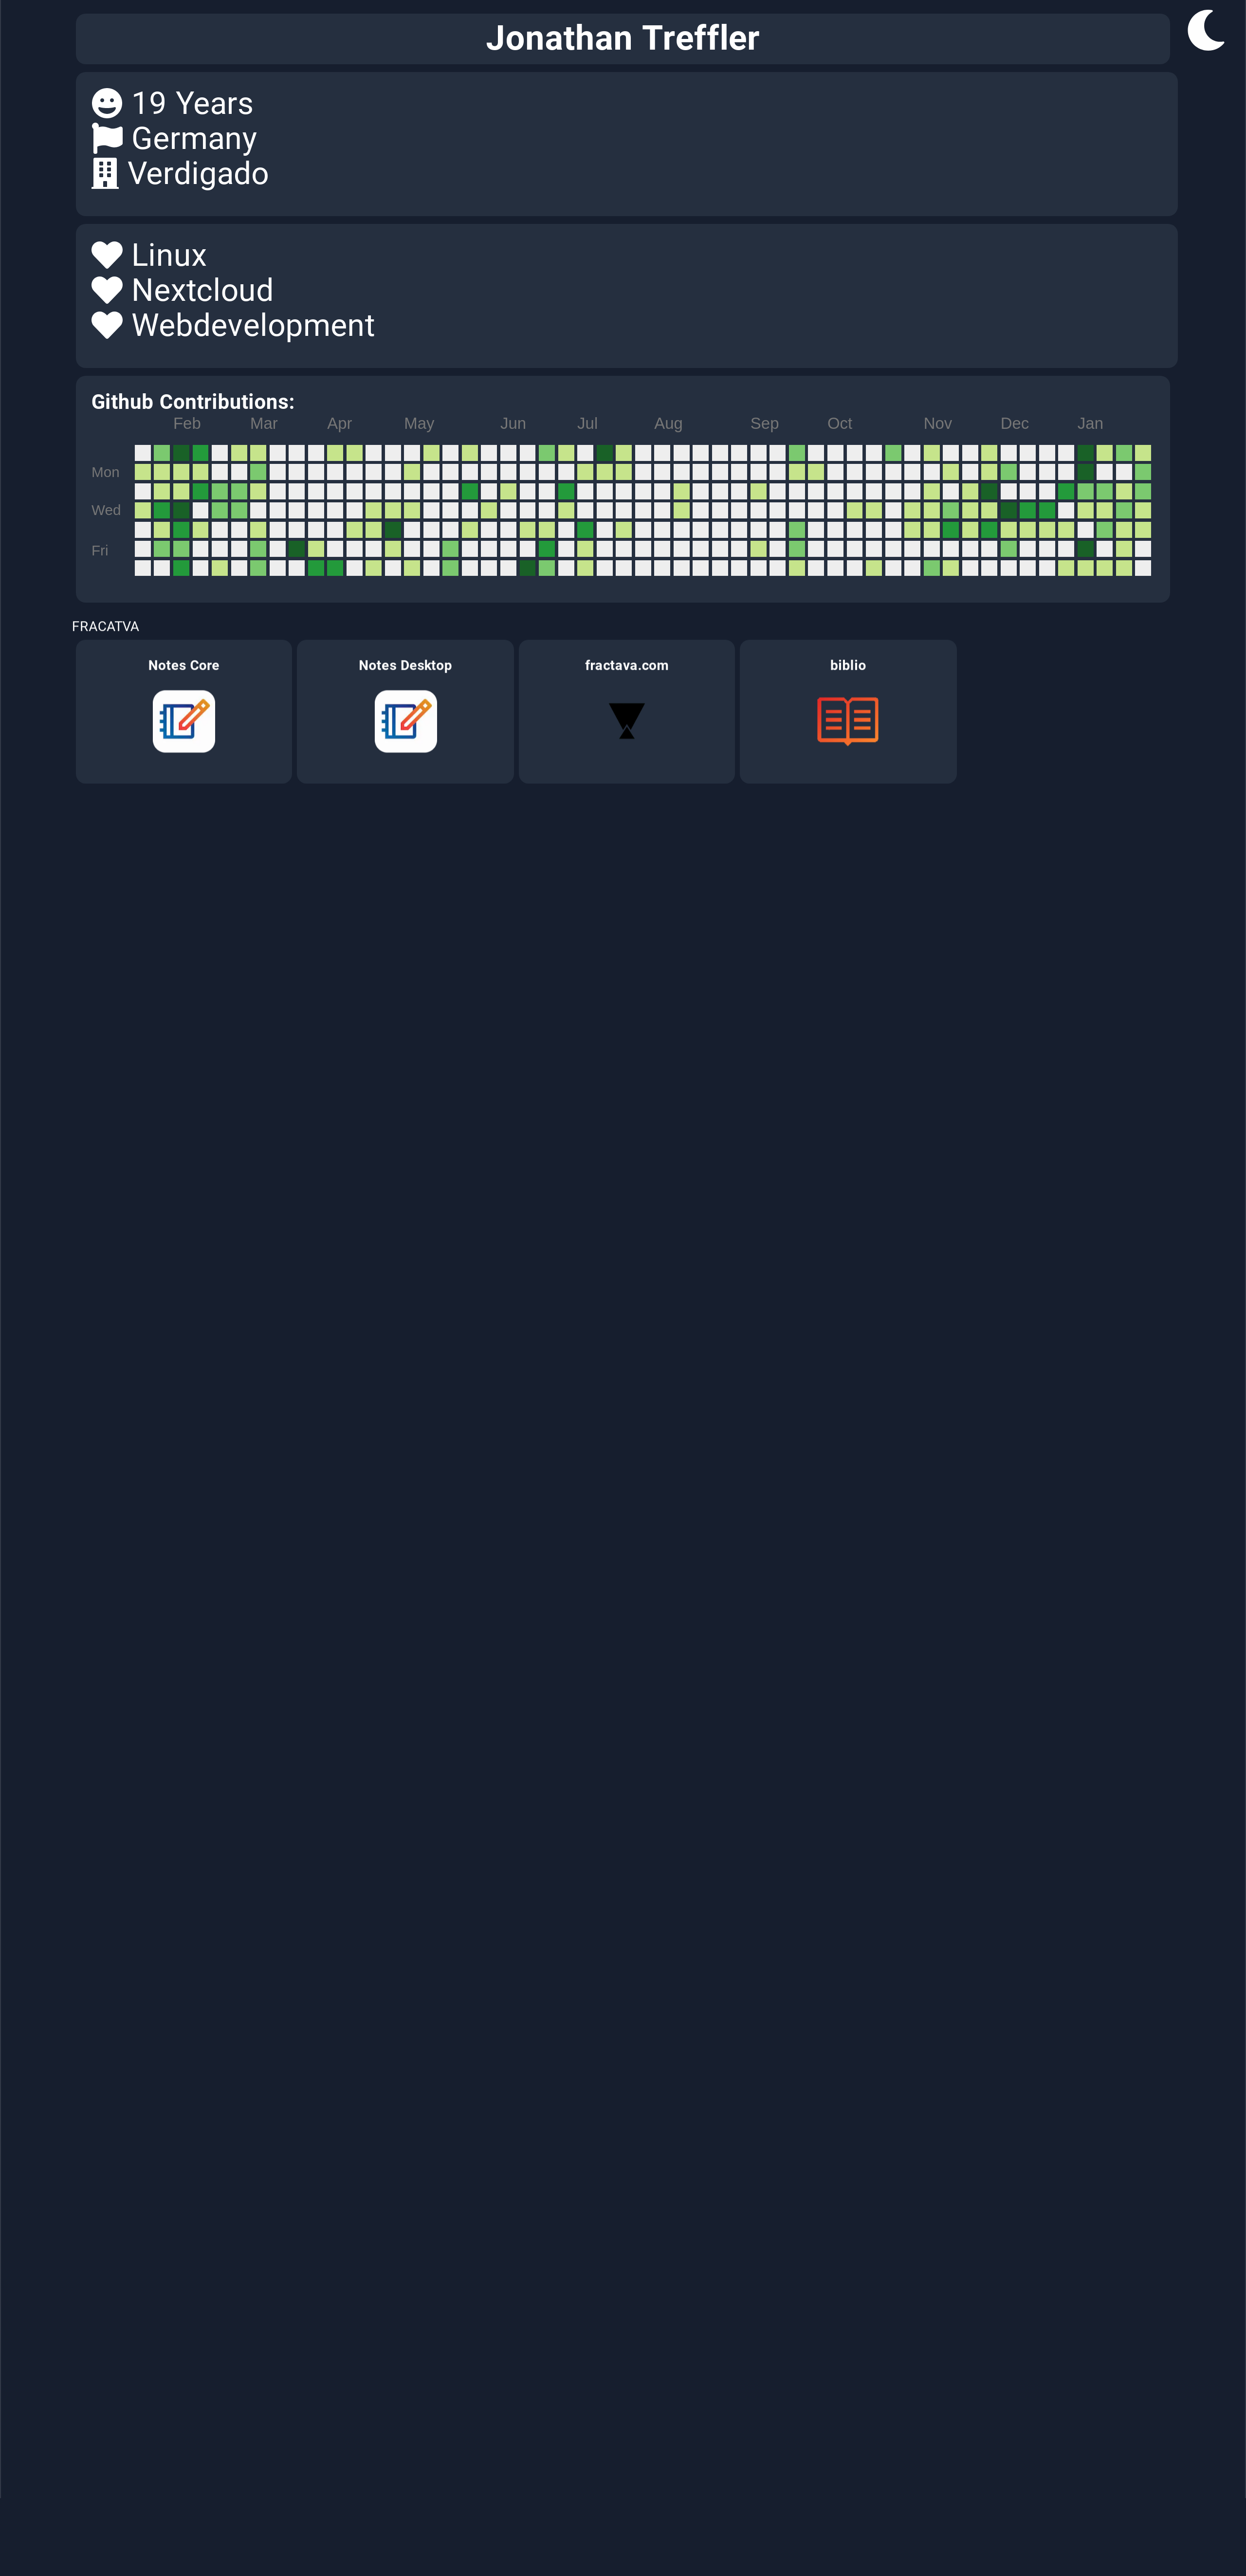 Jonathan Treffler
19 Years
Germany
Verdigado
Linux
Nextcloud
Webdevelopment
Github Contributions:
Feb Mar Apr May Jun Jul Aug Sep Oct Nov Dec Jan
Mon
Wed
Fri
FRACATVA
Notes Core Notes Desktop fractava.com biblio